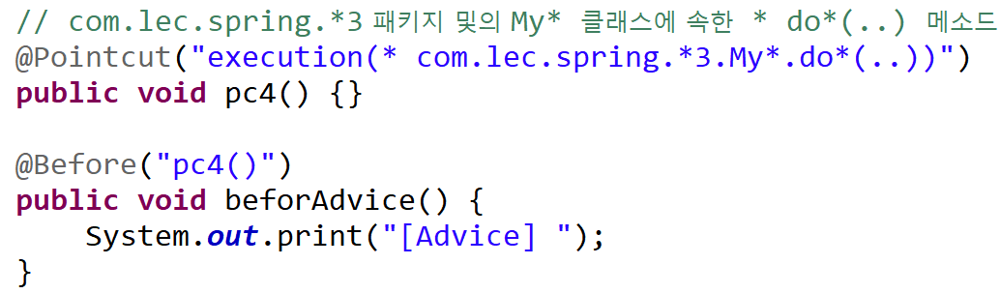 // com.lec.spring.*3 패키지 및의 My* 클래스에 속한 * do*(..) 메소드
@Pointcut("execution(* com.lec.spring.*3.My*.do*(..))")
public void pc4() {}
@Before("pc4()")
public void beforAdvice() {
    System.out.print("[Advice] ");
}